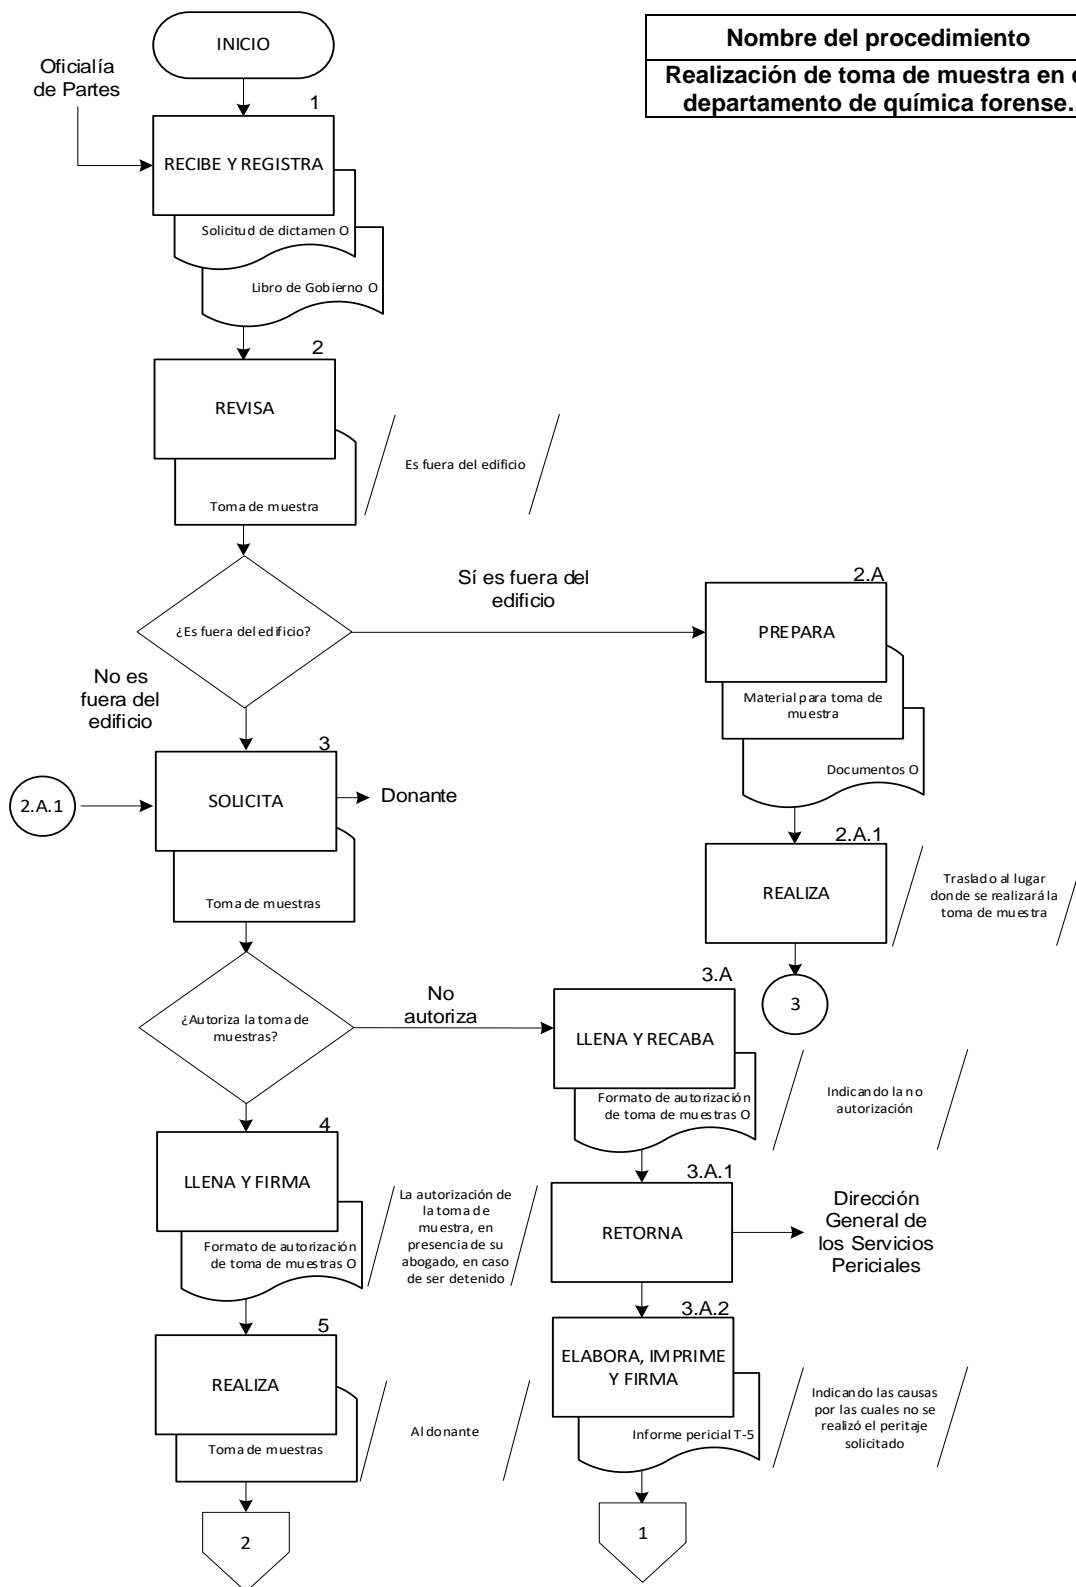 Nombre del procedimiento
Realización de toma de muestra en e
departamento de química forense.
INICIO
Oficialía
de Partes
1
RECIBE Y REGISTRA
Solicitud de dictamen O
Libro de Gobierno O
2
REVISA
Toma de muestra
Es fuera del edificio
¿Es fuera del edificio?
Sí es fuera del
edificio
No es
fuera del
edificio
2.A
PREPARA
Material para toma de
muestra
Documentos O
2.A.1
REALIZA
Traslado al lugar
donde se realizará la
toma de muestra
3
3
SOLICITA
Donante
2.A.1
Toma de muestras
¿Autoriza la toma de
muestras?
No
autoriza
3.A
LLENA Y RECABA
Formato de autorización
de toma de muestras O
Indicando la no
autorización
4
LLENA Y FIRMA
Formato de autorización
de toma de muestras O
La autorización de
la toma de
muestra, en
presencia de su
abogado, en caso
de ser detenido
3.A.1
RETORNA
Dirección
General de
los Servicios
Periciales
5
REALIZA
Toma de muestras
Al donante
3.A.2
ELABORA, IMPRIME
Y FIRMA
Informe pericial T-5
Indicando las causas
por las cuales no se
realizó el peritaje
solicitado
2
1